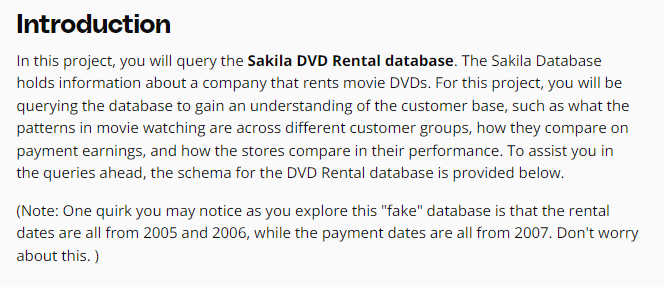 Introduction
In this project, you will query the Sakila DVD Rental database. The Sakila Database
holds information about a company that rents movie DVDs. For this project, you will be
querying the database to gain an understanding of the customer base, such as what the
patterns in movie watching are across different customer groups, how they compare on
payment earnings, and how the stores compare in their performance. To assist you in
the queries ahead, the schema for the DVD Rental database is provided below.
(Note: One quirk you may notice as you explore this "fake" database is that the rental
dates are all from 2005 and 2006, while the payment dates are all from 2007. Don't worry
about this. )